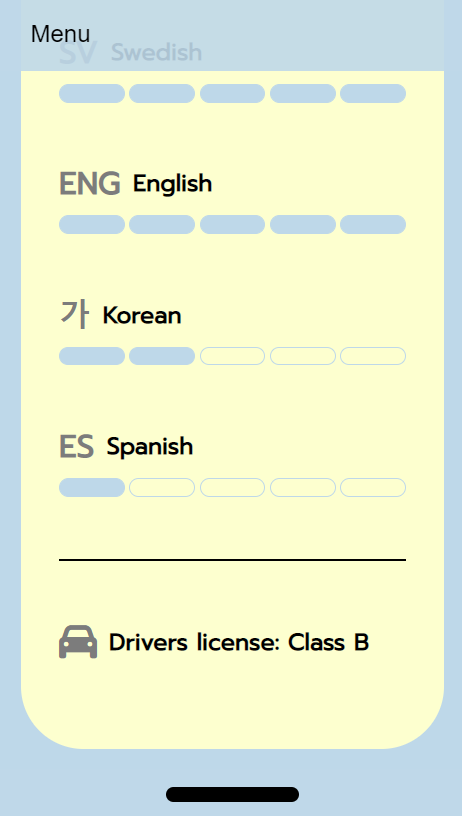 Menu
SV Swedish
ENG English
가 Korean
ES Spanish
Drivers license: Class B